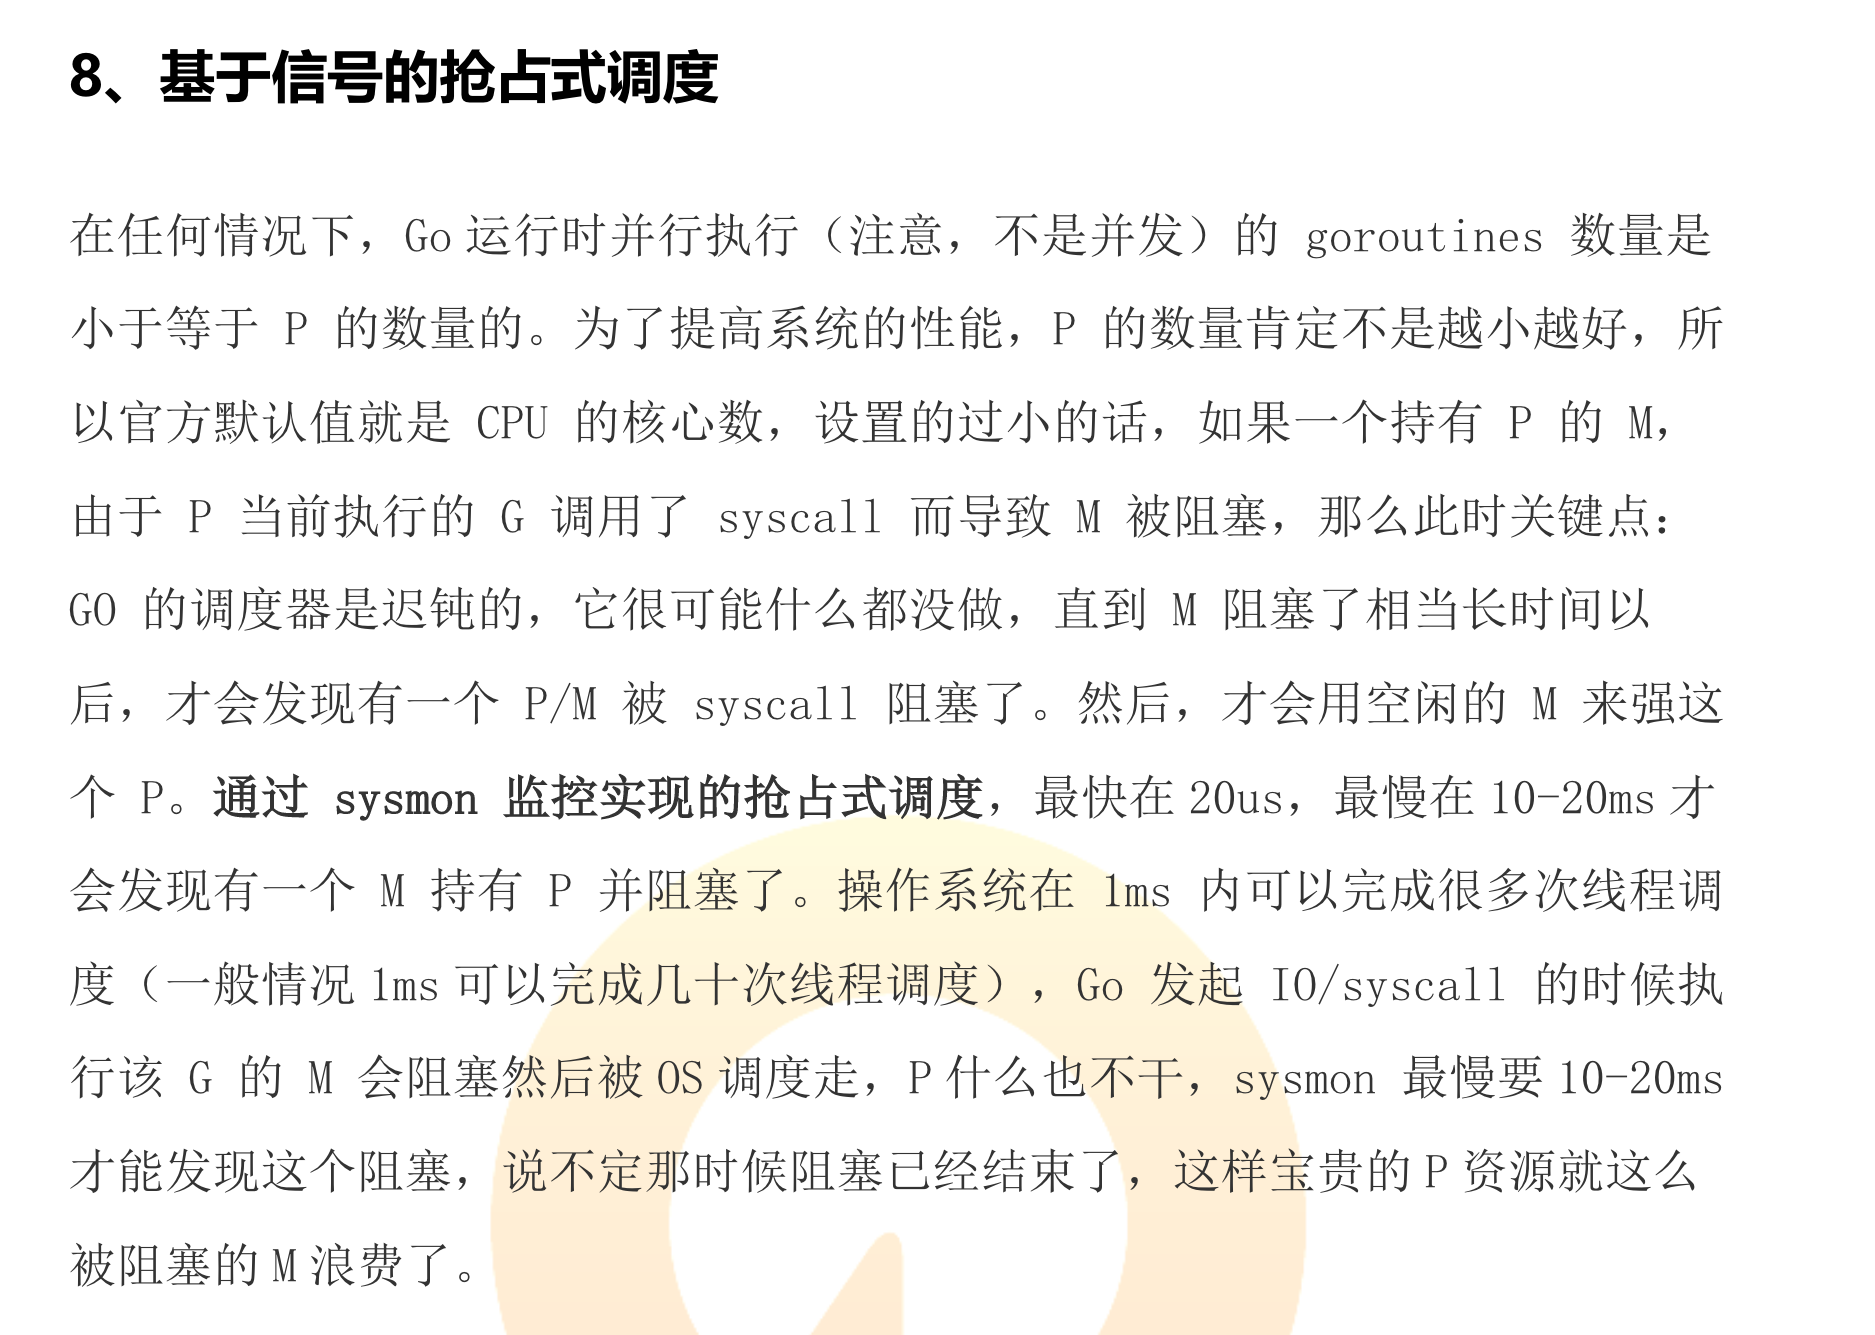 8、基于信号的抢占式调度
在任何情况下，Go 运行时并行执行（注意，不是并发）的 goroutines 数量是
小于等于 P 的数量的。为了提高系统的性能，P 的数量肯定不是越小越好，所
以官方默认值就是 CPU 的核心数，设置的过小的话，如果一个持有 P 的 M，
由于 P 当前执行的 G 调用了 syscall 而导致 M 被阻塞，那么此时关键点：
GO 的调度器是迟钝的，它很可能什么都没做，直到 M 阻塞了相当长时间以
后，才会发现有一个 P/M 被 syscall 阻塞了。然后，才会用空闲的 M 来强这
个 P。通过 sysmon 监控实现的抢占式调度，最快在 20us，最慢在 10-20ms 才
会发现有一个 M 持有 P 并阻塞了。操作系统在 1ms 内可以完成很多次线程调
度（一般情况 1ms 可以完成几十次线程调度），Go 发起 IO/syscall 的时候执
行该 G 的 M 会阻塞然后被 OS 调度走，P 什么也不干，sysmon 最慢要 10-20ms
才能发现这个阻塞，说不定那时候阻塞已经结束了，这样宝贵的 P 资源就这么
被阻塞的 M 浪费了。